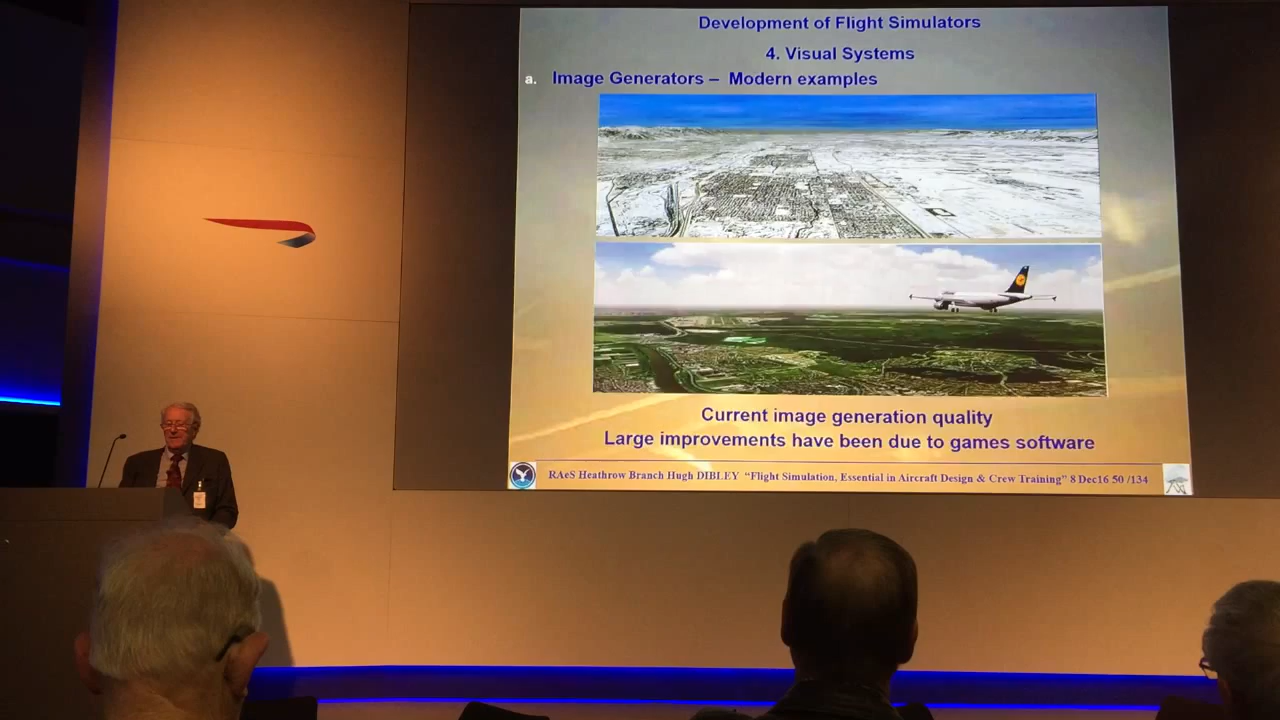 Development of Flight Simulators
4. Visual Systems
a. Image Generators – Modern examples
Current image generation quality
Large improvements have been due to games software
RAeS Heathrow Branch Hugh DIBLEY "Flight Simulation, Essential in Aircraft Design & Crew Training" 8 Dec16 50 /134